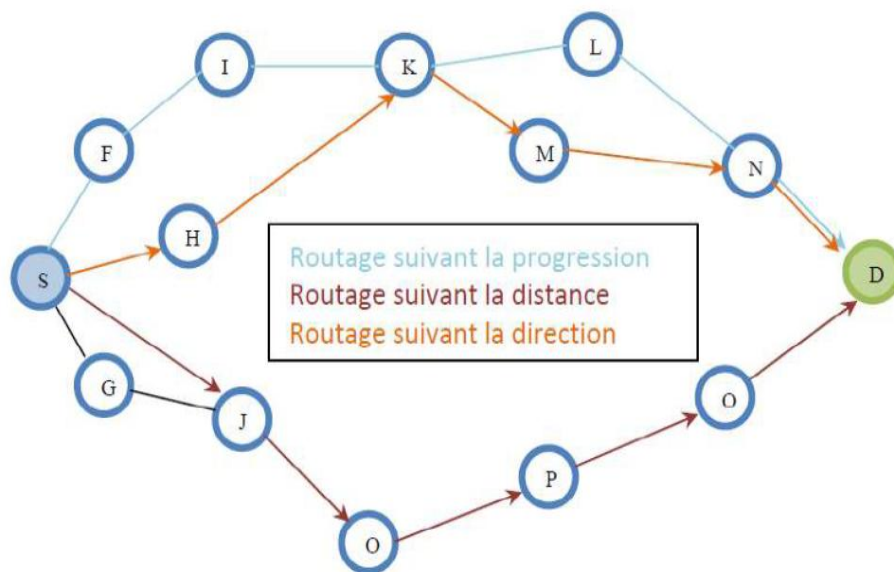 L
I
K
F
M
N
H
Routage suivant la progression
S
D
Routage suivant la distance
Routage suivant la direction
G
J
O
P
O